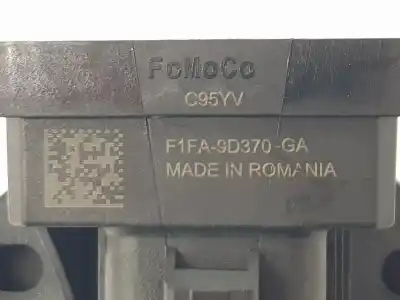 FoMoCo
C95YV
F1FA-9D370-GA
MADE IN ROMANIA